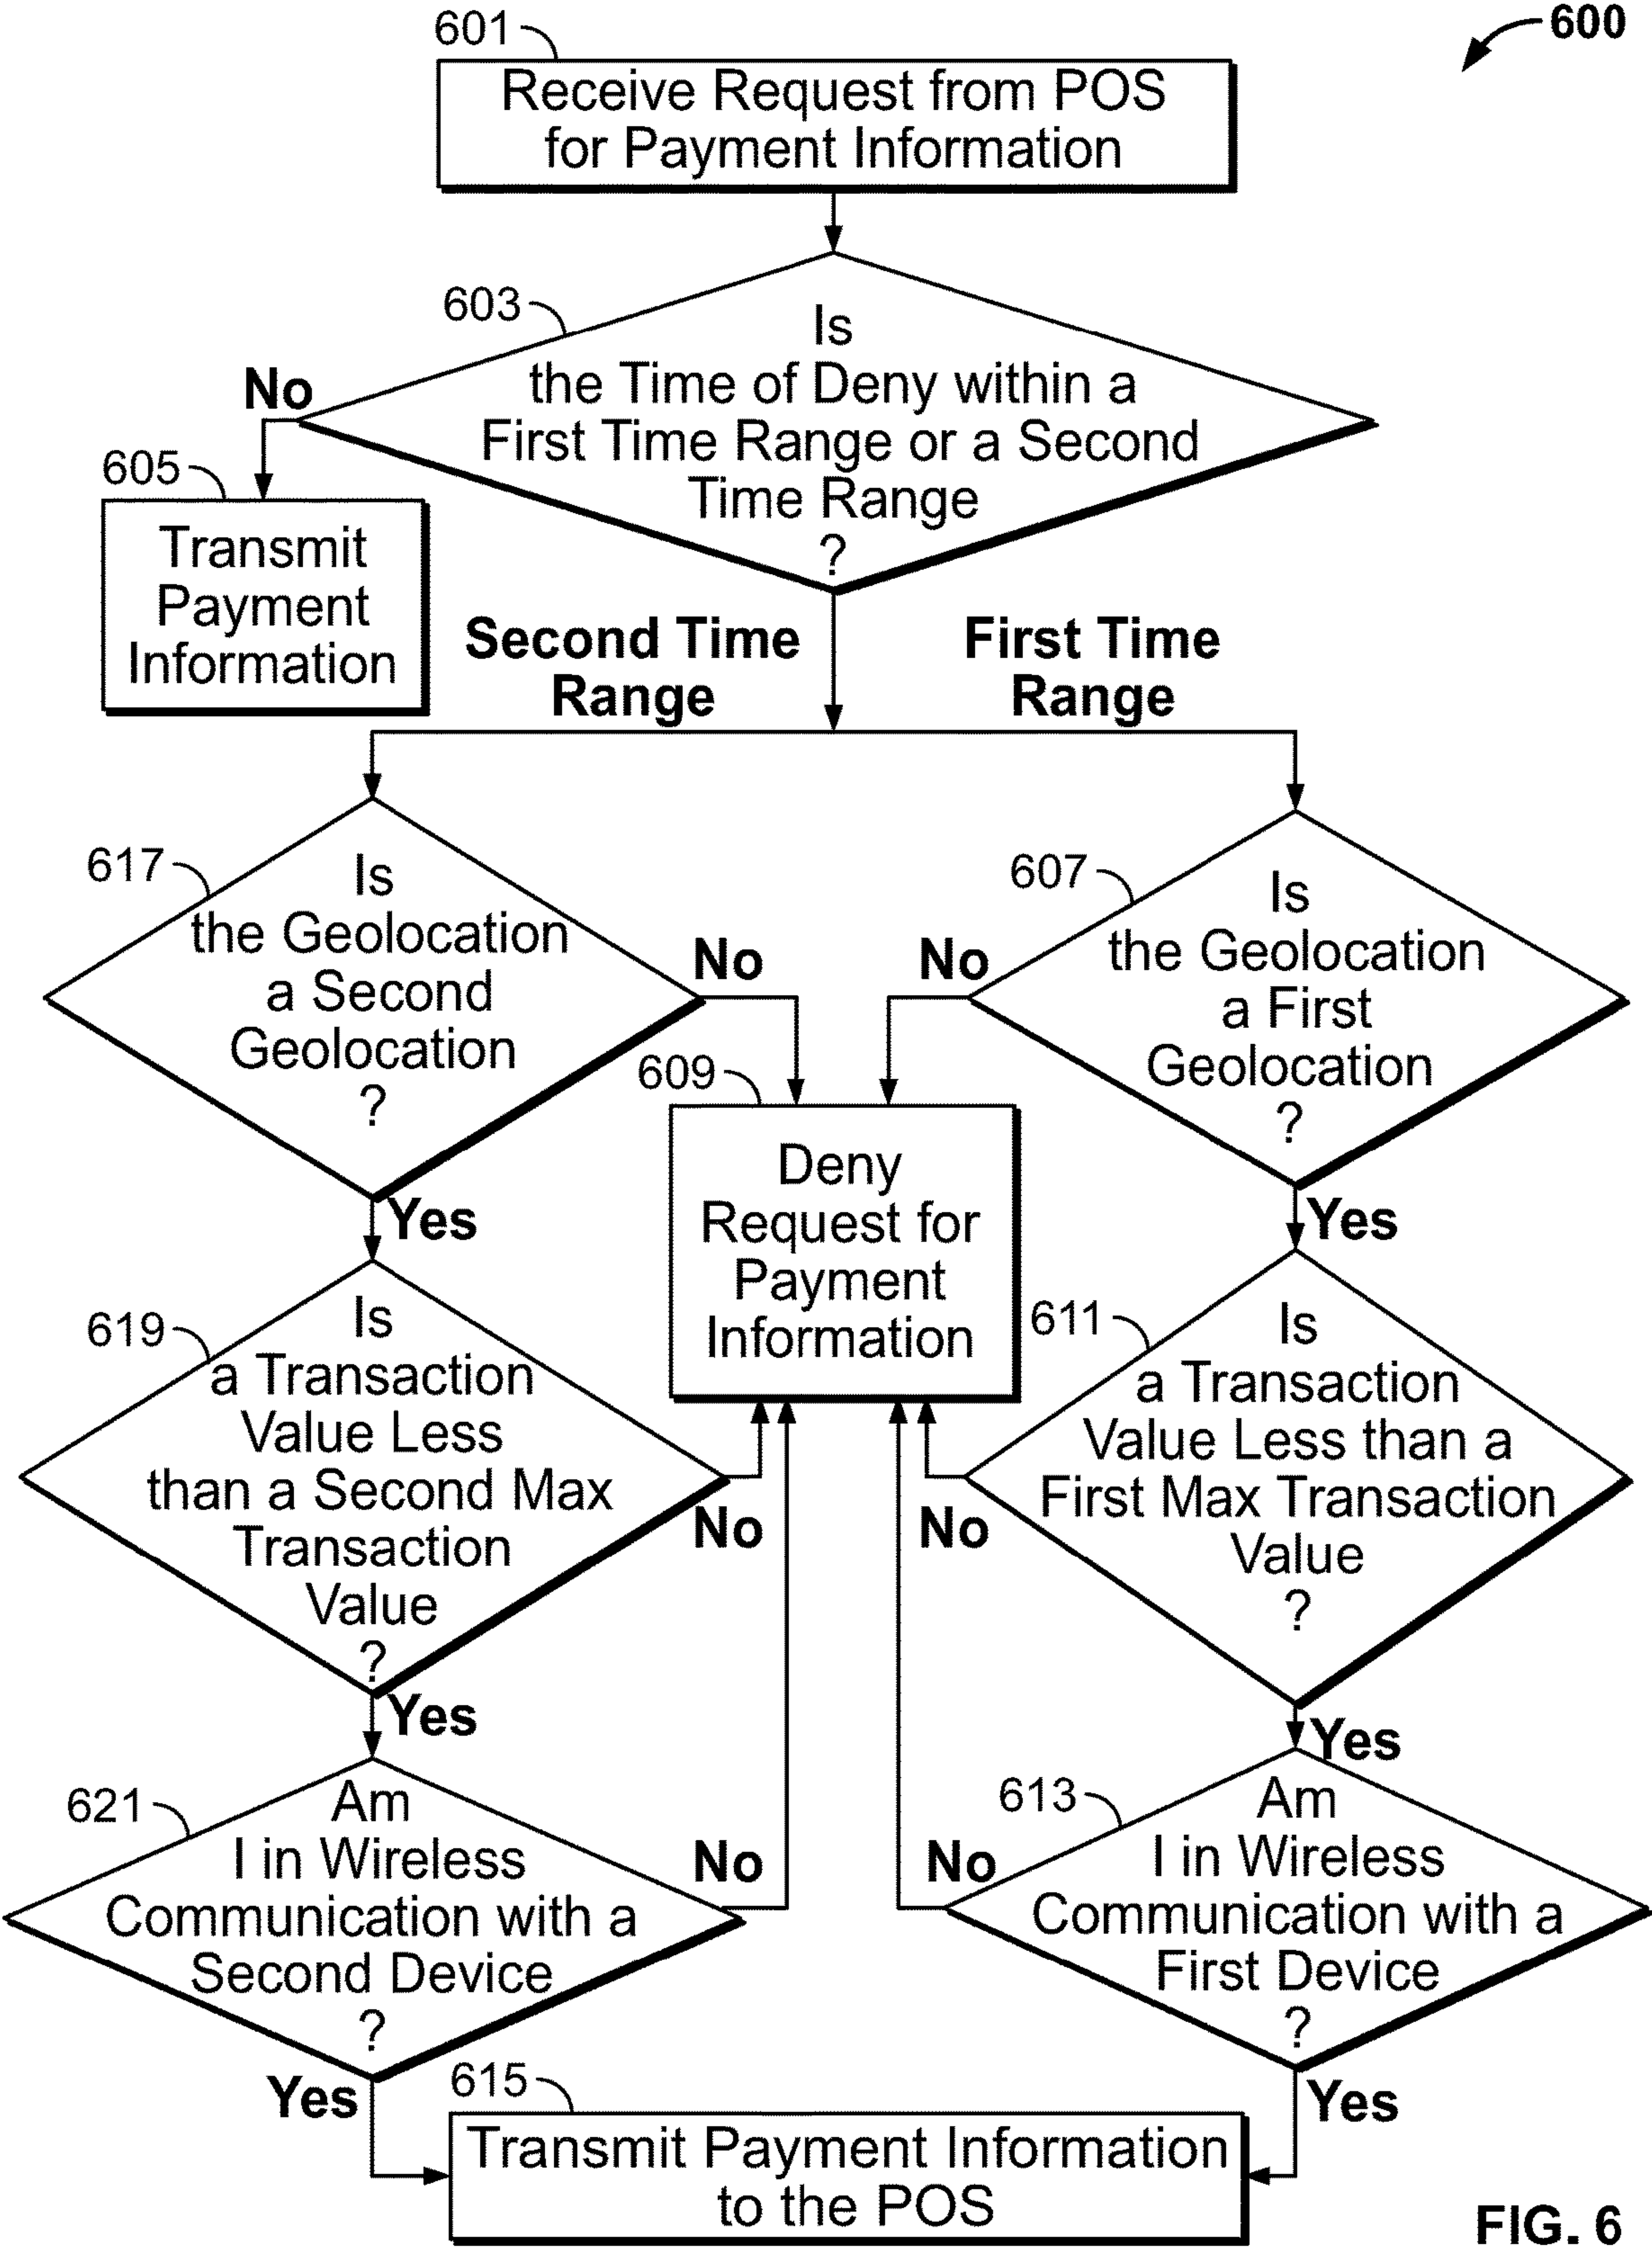 600
601
Receive Request from POS
for Payment Information
603
Is
the Time of Deny within a
First Time Range or a Second
Time Range
?
No
605
Transmit
Payment
Information
Second Time
Range
First Time
Range
617
Is
the Geolocation
a Second
Geolocation
?
No
Yes
607
Is
the Geolocation
a First
Geolocation
?
No
Yes
609
Deny
Request for
Payment
Information
619
Is
a Transaction
Value Less
than a Second Max
Transaction
Value
?
No
Yes
611
Is
a Transaction
Value Less than a
First Max Transaction
Value
?
No
Yes
621
Am
I in Wireless
Communication with a
Second Device
?
No
Yes
613
Am
I in Wireless
Communication with a
First Device
?
No
Yes
615
Transmit Payment Information
to the POS
FIG. 6